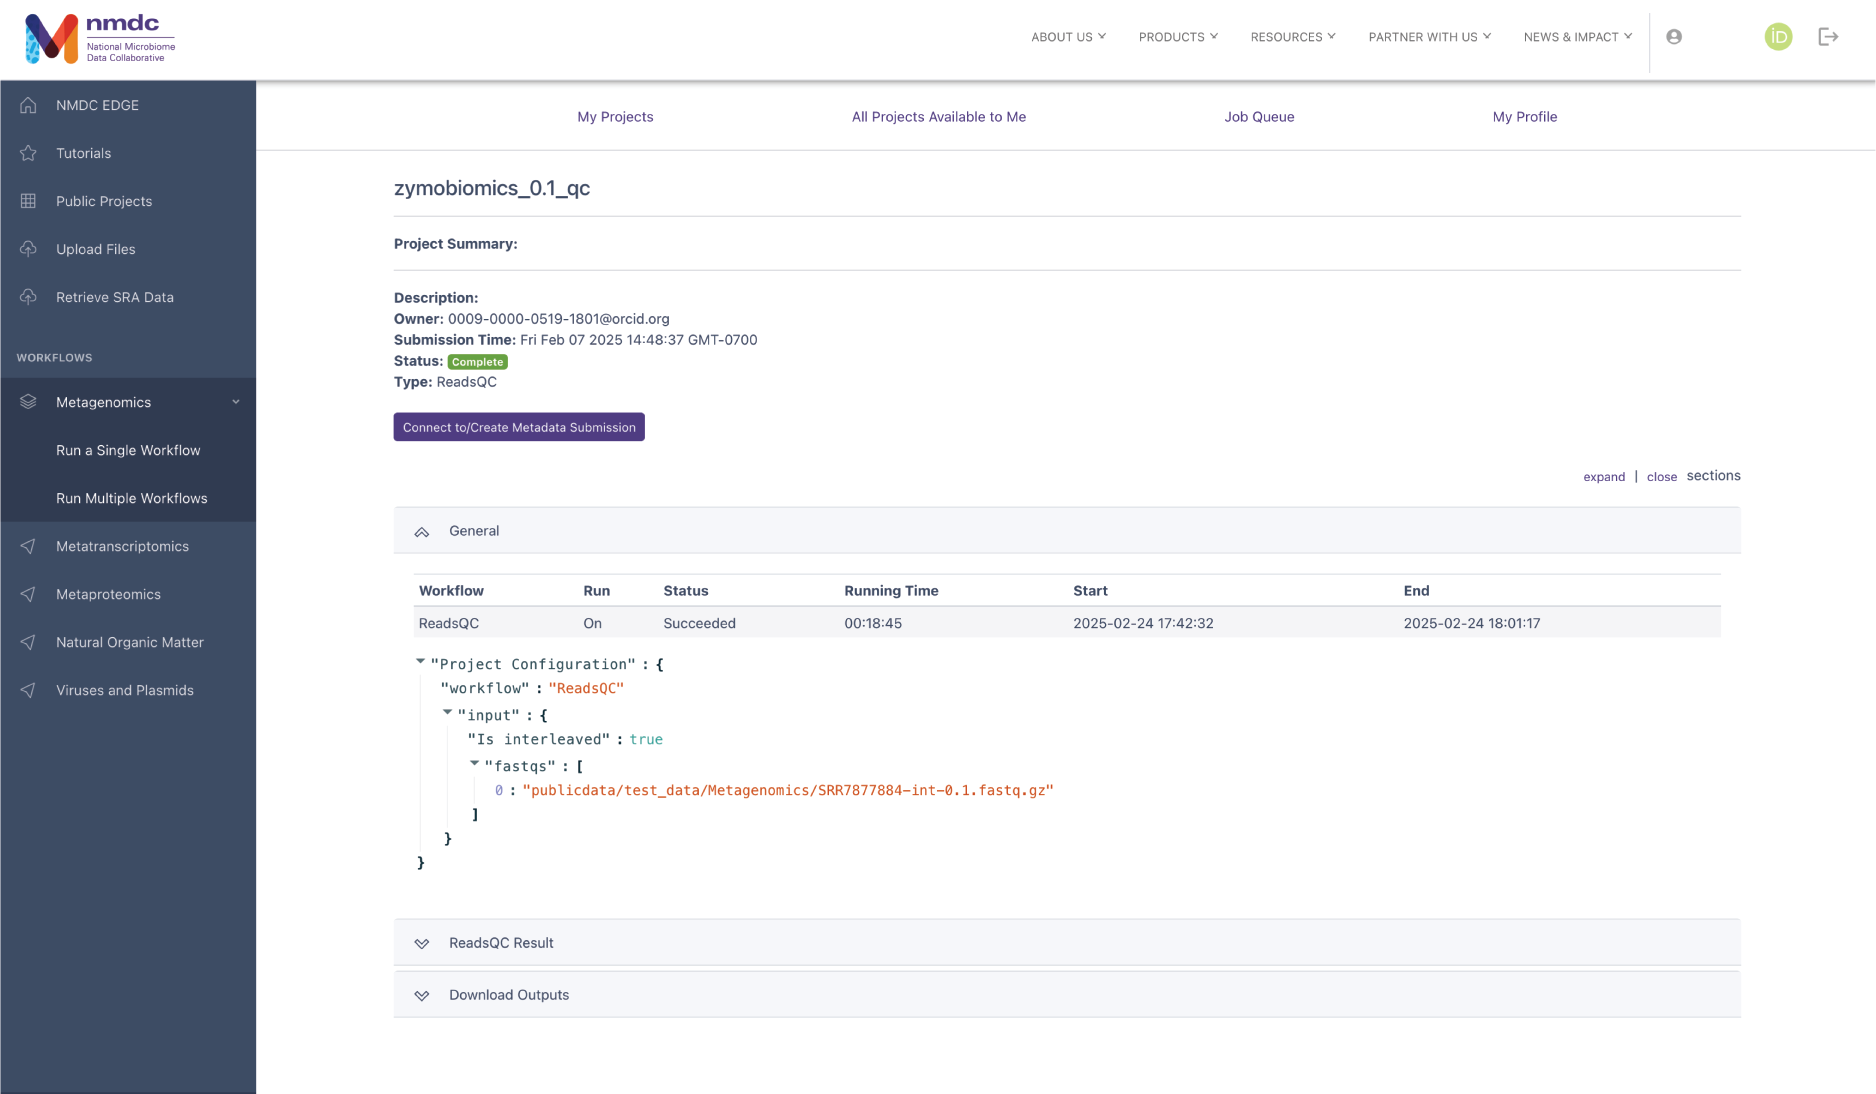 nmdc
National Microbiome
Data Collaborative
ABOUT US
PRODUCTS
RESOURCES
PARTNER WITH US
NEWS & IMPACT
iD
NMDC EDGE
Tutorials
Public Projects
Upload Files
Retrieve SRA Data
WORKFLOWS
Metagenomics
Run a Single Workflow
Run Multiple Workflows
Metatranscriptomics
Metaproteomics
Natural Organic Matter
Viruses and Plasmids
My Projects
All Projects Available to Me
Job Queue
My Profile
zymobiomics_0.1_qc
Project Summary:
Description:
Owner: 0009-0000-0519-1801@orcid.org
Submission Time: Fri Feb 07 2025 14:48:37 GMT-0700
Status: Complete
Type: ReadsQC
Connect to/Create Metadata Submission
expand | close sections
General
Workflow Run Status Running Time Start End
ReadsQC On Succeeded 00:18:45 2025-02-24 17:42:32 2025-02-24 18:01:17
"Project Configuration" : {
"workflow" : "ReadsQC"
"input" : {
"Is interleaved" : true
"fastqs" : [
0 : "publicdata/test_data/Metagenomics/SRR7877884-int-0.1.fastq.gz"
]
}
}
ReadsQC Result
Download Outputs